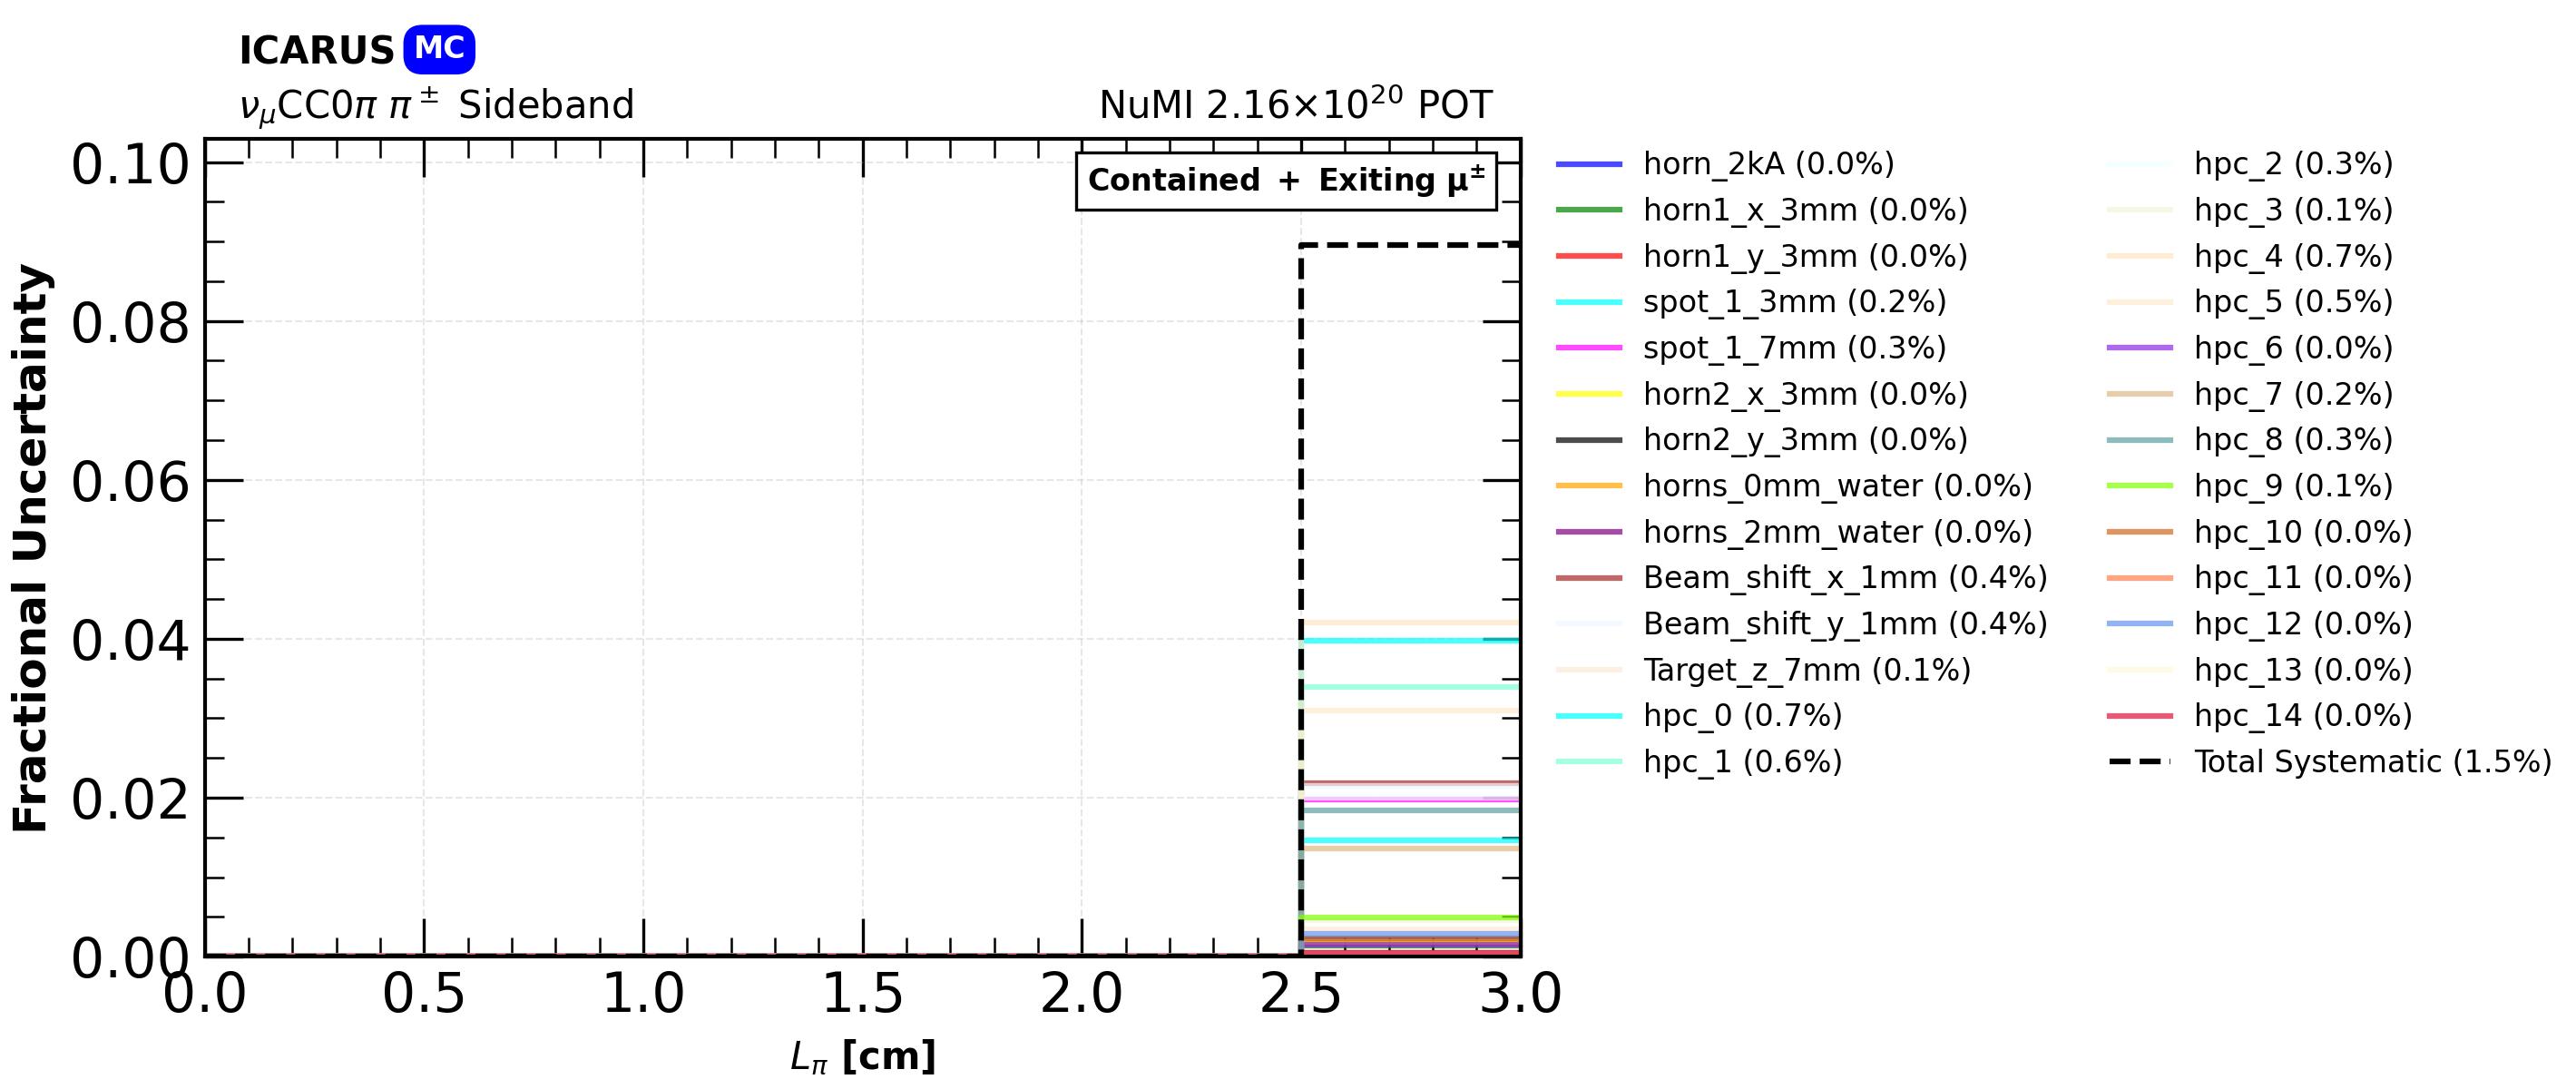 ICARUS MC
νμCC0π π± Sideband
NuMI 2.16×10²⁰ POT
Contained + Exiting μ±
Fractional Uncertainty
0.10
0.08
0.06
0.04
0.02
0.00
0.0 0.5 1.0 1.5 2.0 2.5 3.0
Lπ [cm]
horn_2kA (0.0%)
horn1_x_3mm (0.0%)
horn1_y_3mm (0.0%)
spot_1_3mm (0.2%)
spot_1_7mm (0.3%)
horn2_x_3mm (0.0%)
horn2_y_3mm (0.0%)
horns_0mm_water (0.0%)
horns_2mm_water (0.0%)
Beam_shift_x_1mm (0.4%)
Beam_shift_y_1mm (0.4%)
Target_z_7mm (0.1%)
hpc_0 (0.7%)
hpc_1 (0.6%)
hpc_2 (0.3%)
hpc_3 (0.1%)
hpc_4 (0.7%)
hpc_5 (0.5%)
hpc_6 (0.0%)
hpc_7 (0.2%)
hpc_8 (0.3%)
hpc_9 (0.1%)
hpc_10 (0.0%)
hpc_11 (0.0%)
hpc_12 (0.0%)
hpc_13 (0.0%)
hpc_14 (0.0%)
Total Systematic (1.5%)